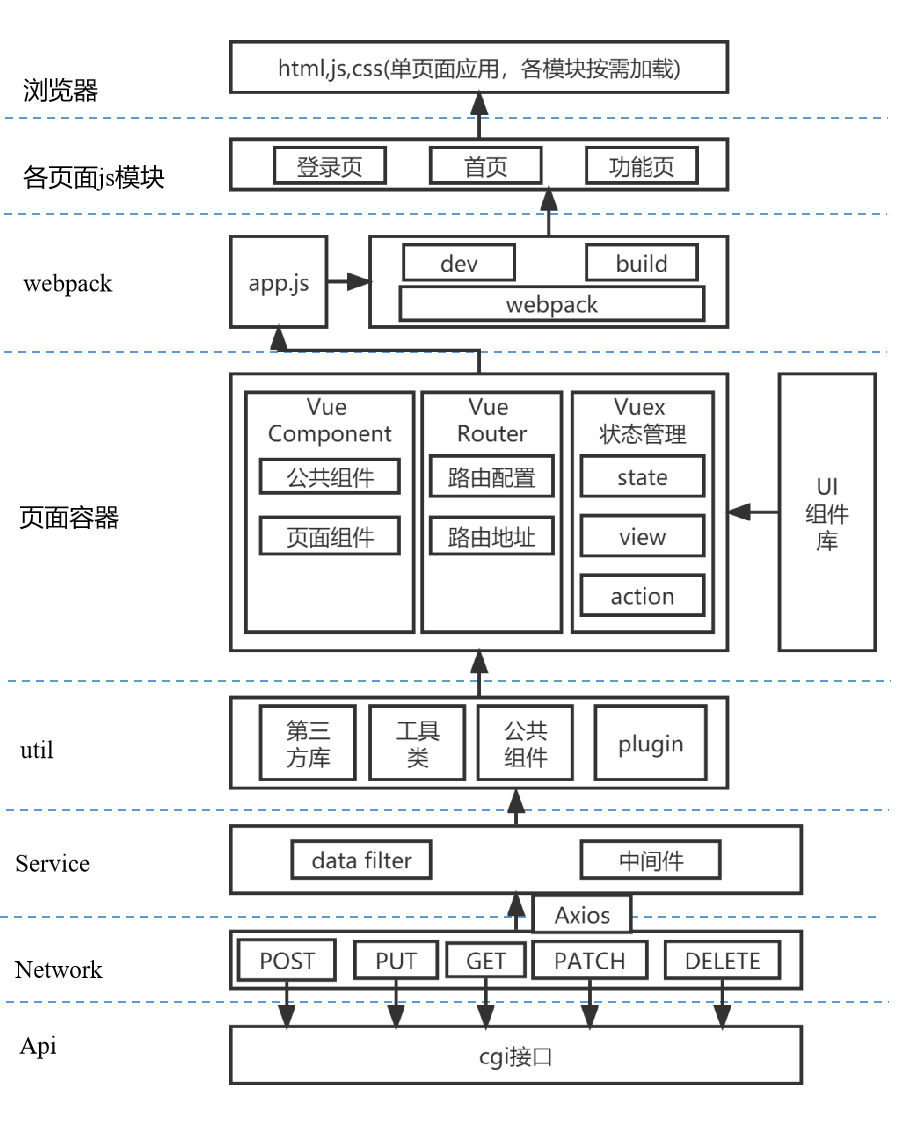 html,js,css(单页面应用，各模块按需加载)
浏览器
各页面js模块
登录页
首页
功能页
webpack
app.js
dev
build
webpack
页面容器
Vue
Component
公共组件
页面组件
Vue
Router
路由配置
路由地址
Vuex
状态管理
state
view
action
UI
组件
库
util
第三
方库
工具
类
公共
组件
plugin
Service
data filter
中间件
Axios
Network
POST
PUT
GET
PATCH
DELETE
Api
cgi接口